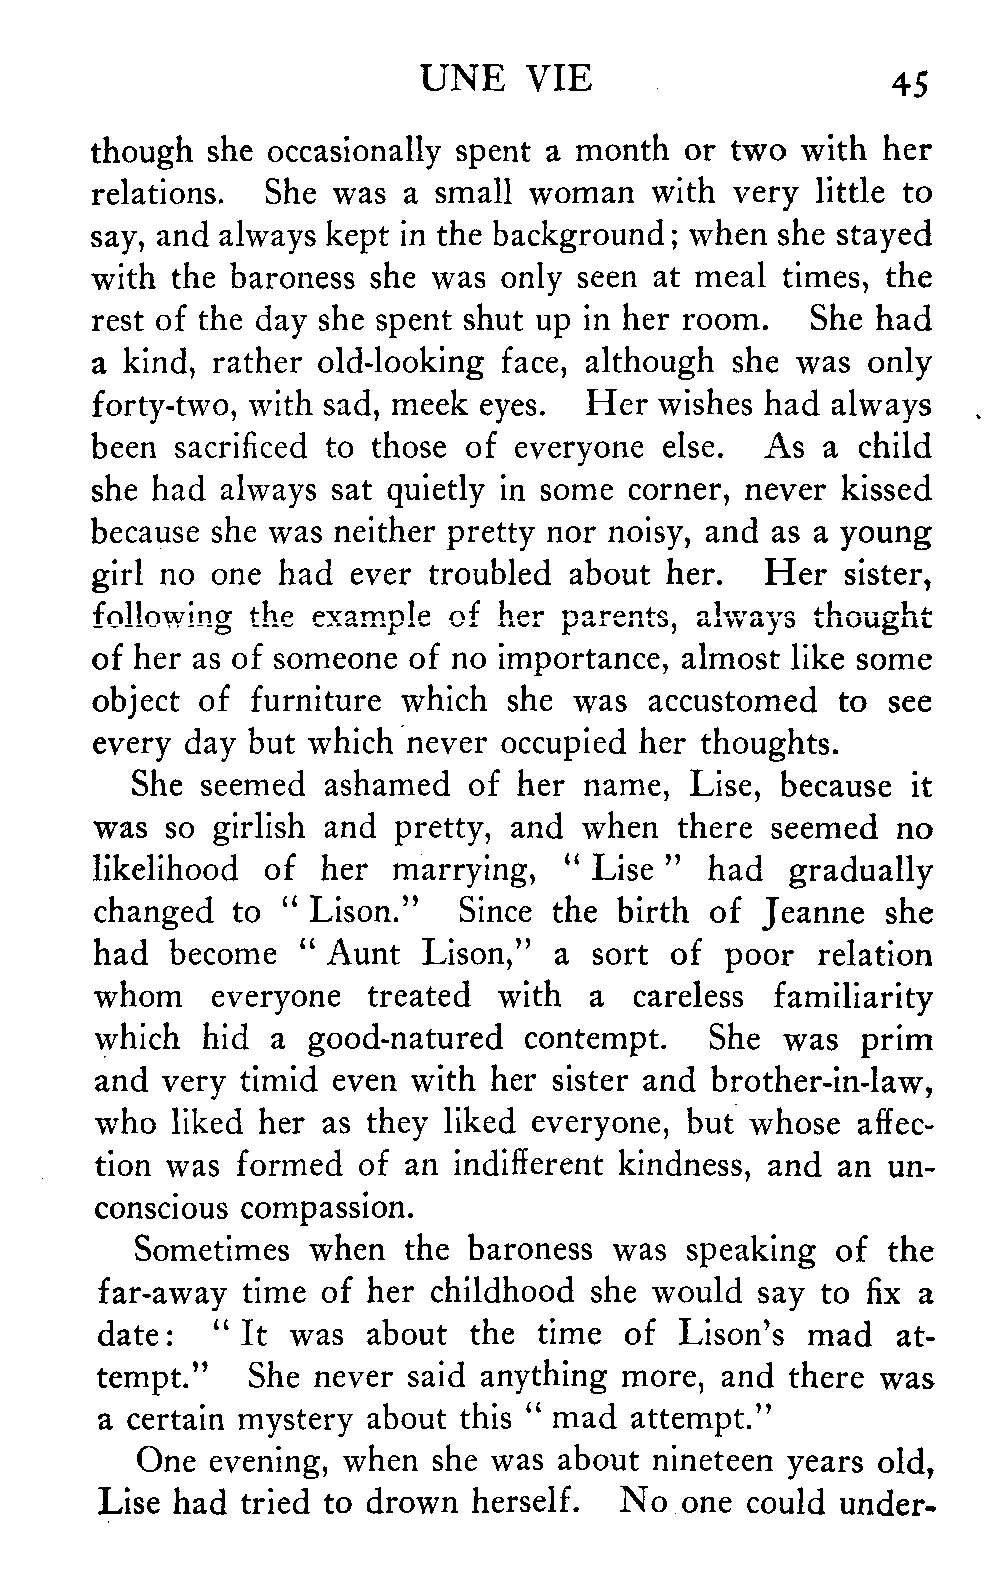 UNE VIE 45
though she occasionally spent a month or two with her
relations. She was a small woman with very little to
say, and always kept in the background; when she stayed
with the baroness she was only seen at meal times, the
rest of the day she spent shut up in her room. She had
a kind, rather old-looking face, although she was only
forty-two, with sad, meek eyes. Her wishes had always
been sacrificed to those of everyone else. As a child
she had always sat quietly in some corner, never kissed
because she was neither pretty nor noisy, and as a young
girl no one had ever troubled about her. Her sister,
following the example of her parents, always thought
of her as of someone of no importance, almost like some
object of furniture which she was accustomed to see
every day but which never occupied her thoughts.
She seemed ashamed of her name, Lise, because it
was so girlish and pretty, and when there seemed no
likelihood of her marrying, “ Lise ” had gradually
changed to “ Lison.” Since the birth of Jeanne she
had become “ Aunt Lison,” a sort of poor relation
whom everyone treated with a careless familiarity
which hid a good-natured contempt. She was prim
and very timid even with her sister and brother-in-law,
who liked her as they liked everyone, but whose affec-
tion was formed of an indifferent kindness, and an un-
conscious compassion.
Sometimes when the baroness was speaking of the
far-away time of her childhood she would say to fix a
date: “ It was about the time of Lison’s mad at-
tempt.” She never said anything more, and there was
a certain mystery about this “ mad attempt.”
One evening, when she was about nineteen years old,
Lise had tried to drown herself. No one could under-